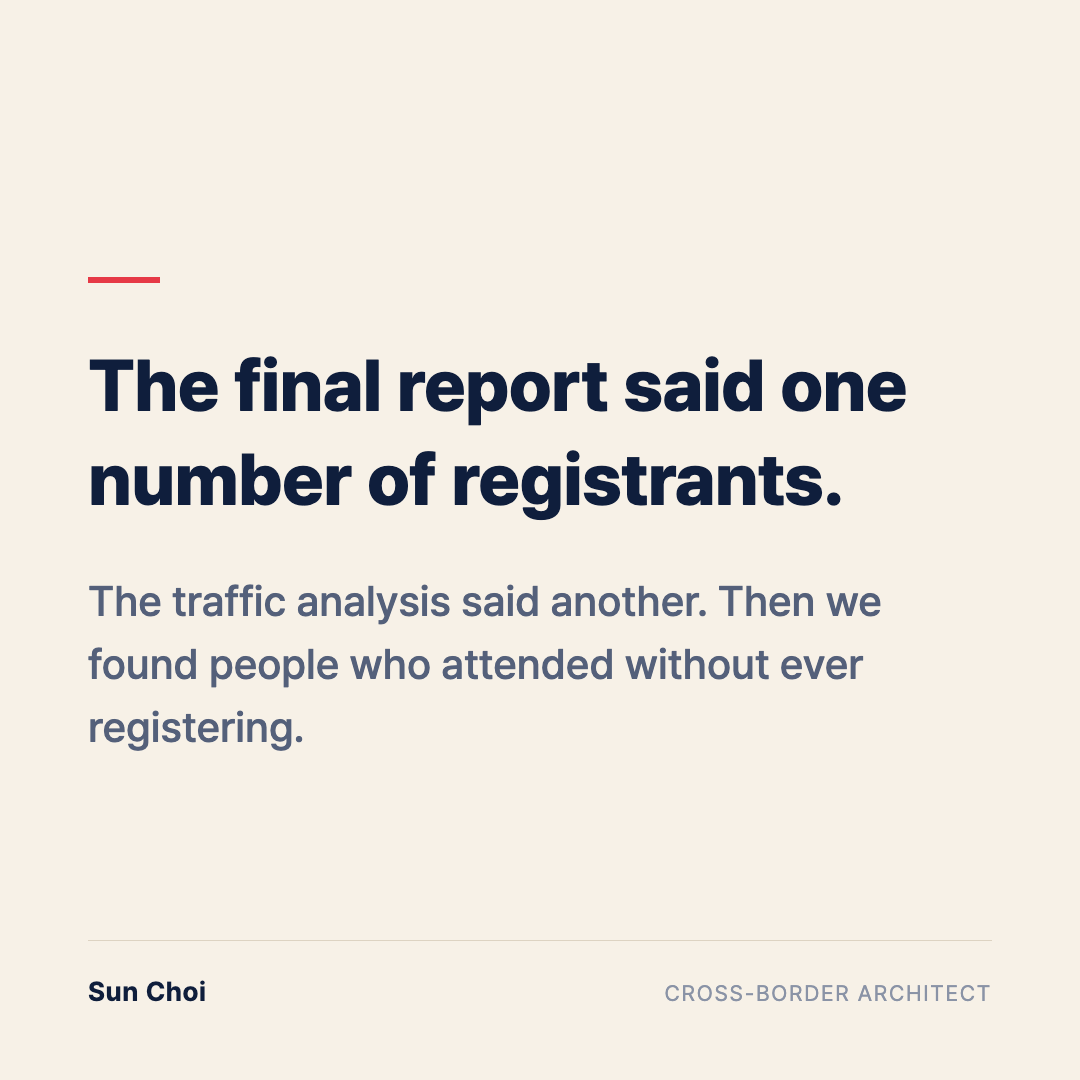 The final report said one
number of registrants.
The traffic analysis said another. Then we
found people who attended without ever
registering.
Sun Choi
CROSS-BORDER ARCHITECT